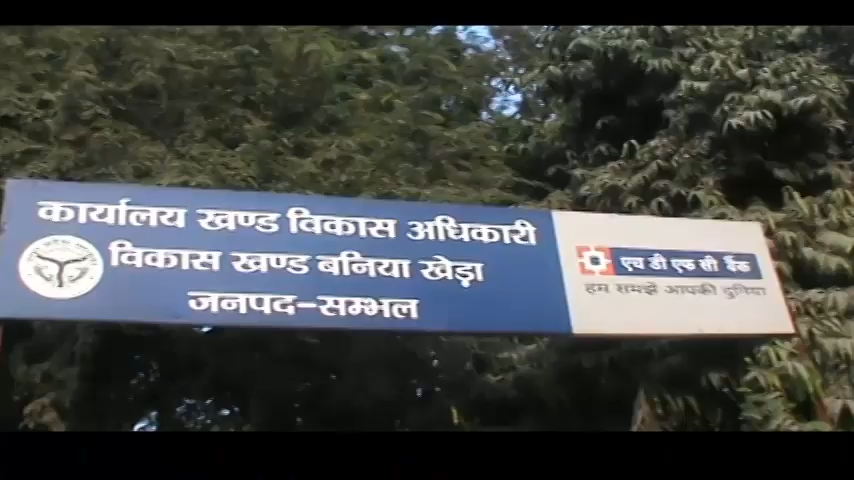 कार्यालय खण्ड विकास अधिकारी
विकास खण्ड बनिया खेड़ा
जनपद-सम्भल
एच डी एफ सी बैंक
हम समझे आपकी दुनिया